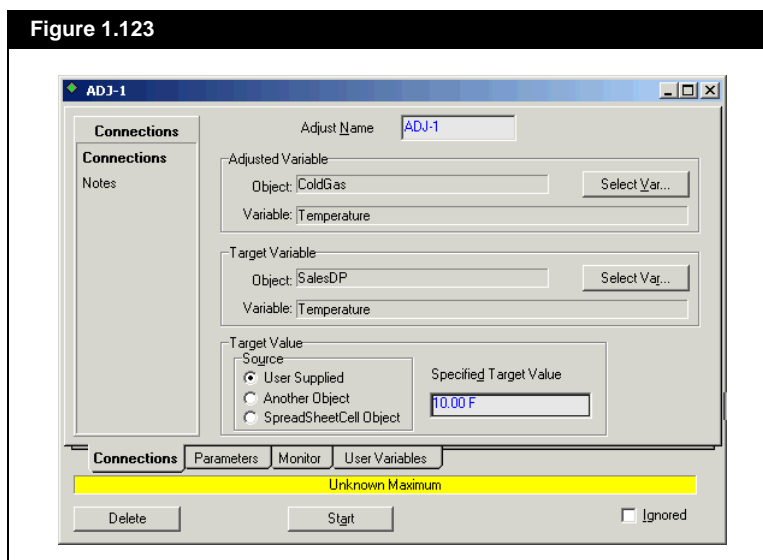 Figure 1.123
ADJ-1
Connections
Connections
Notes
Adjust Name ADJ-1
Adjusted Variable
Object: ColdGas Select Var...
Variable: Temperature
Target Variable
Object: SalesDP Select Var...
Variable: Temperature
Target Value
Source
User Supplied
Another Object
SpreadSheetCell Object
Specified Target Value
10.00 F
Connections Parameters Monitor User Variables
Unknown Maximum
Delete Start Ignored